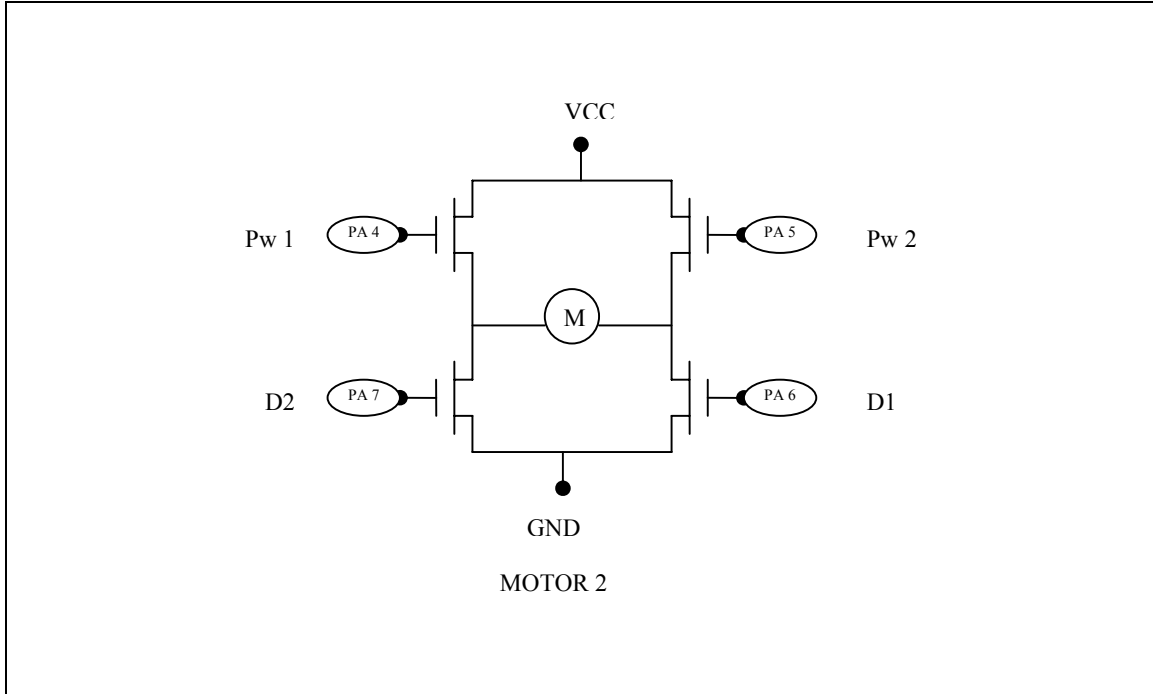 VCC
Pw 1 PA 4 PA 5 Pw 2
M
D2 PA 7 PA 6 D1
GND
MOTOR 2